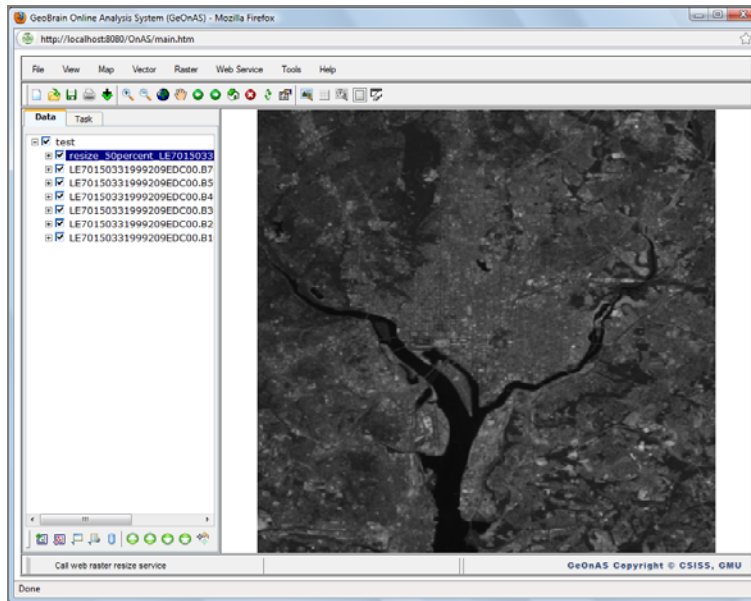 GeoBrain Online Analysis System (GeOnAS) - Mozilla Firefox
http://localhost:8080/OnAS/main.htm
File View Map Vector Raster Web Service Tools Help
Data Task
test
resize_50percent_LE7015033
LE70150331999209EDC00.B7
LE70150331999209EDC00.B5
LE70150331999209EDC00.B4
LE70150331999209EDC00.B3
LE70150331999209EDC00.B2
LE70150331999209EDC00.B1
Call web raster resize service
GeOnAS Copyright © CSISS, GMU
Done